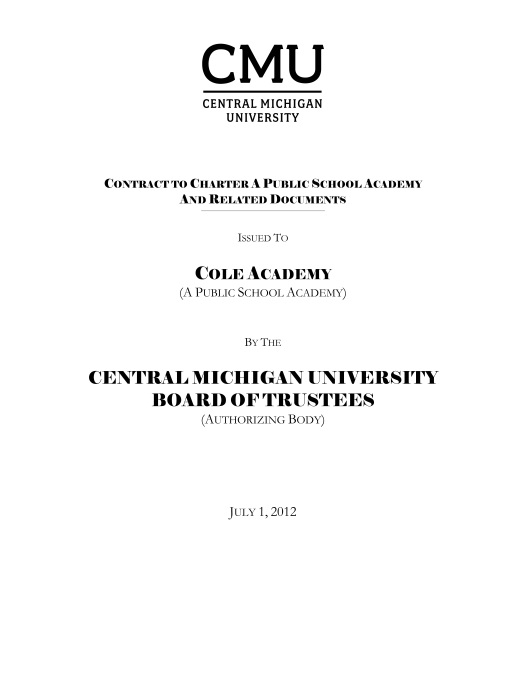 CMU
CENTRAL MICHIGAN
UNIVERSITY
CONTRACT TO CHARTER A PUBLIC SCHOOL ACADEMY
AND RELATED DOCUMENTS
ISSUED TO
COLE ACADEMY
(A PUBLIC SCHOOL ACADEMY)
BY THE
CENTRAL MICHIGAN UNIVERSITY
BOARD OF TRUSTEES
(AUTHORIZING BODY)
JULY 1, 2012